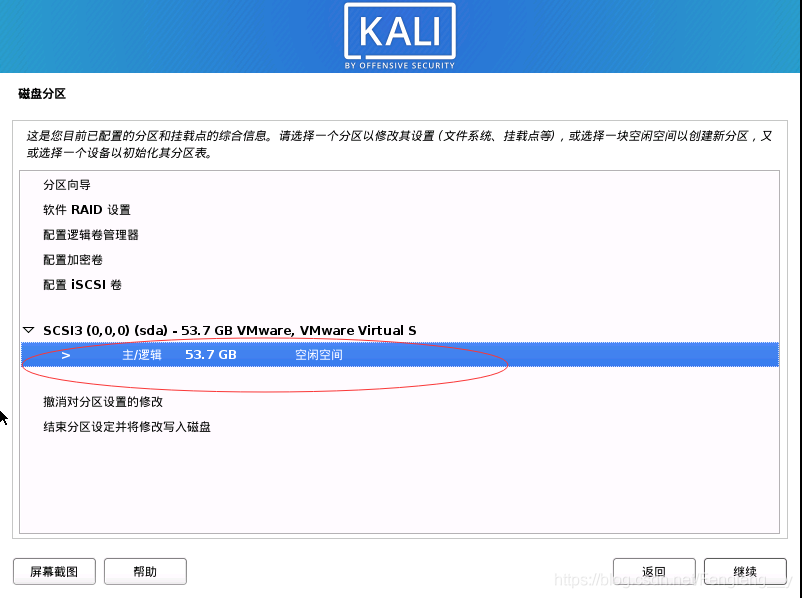 KALI
BY OFFENSIVE SECURITY
磁盘分区
这是您目前已配置的分区和挂载点的综合信息。请选择一个分区以修改其设置 (文件系统、挂载点等)，或选择一块空闲空间以创建新分区，又
或选择一个设备以初始化其分区表。
分区向导
软件 RAID 设置
配置逻辑卷管理器
配置加密卷
配置 iSCSI 卷
SCSI3 (0,0,0) (sda) - 53.7 GB VMware, VMware Virtual S
> 主/逻辑 53.7 GB 空闲空间
撤消对分区设置的修改
结束分区设定并将修改写入磁盘
屏幕截图 帮助 返回 继续